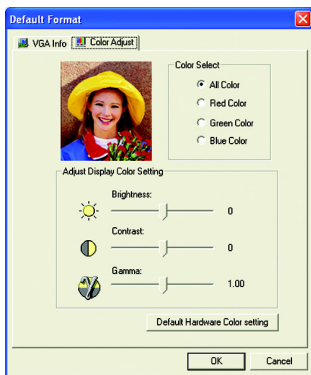 Default Format
VGA Info
Color Adjust
Color Select
All Color
Red Color
Green Color
Blue Color
Adjust Display Color Setting
Brightness:
0
Contrast:
0
Gamma:
1.00
Default Hardware Color setting
OK
Cancel